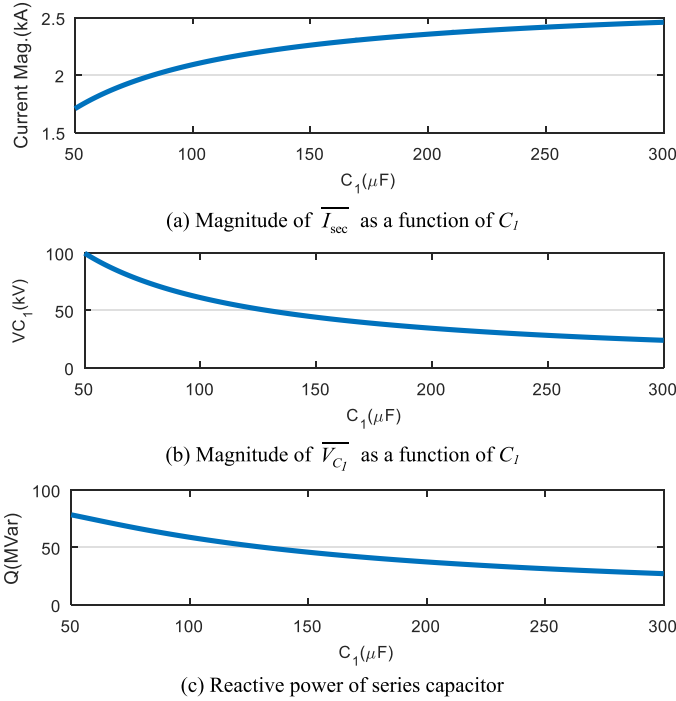 Current Mag.(kA)
2.5
2
1.5
50 100 150 200 250 300
C₁(μF)
(a) Magnitude of I̅s̅e̅c̅ as a function of C₁
VC₁(kV)
100
50
0
50 100 150 200 250 300
C₁(μF)
(b) Magnitude of V̅C₁ as a function of C₁
Q(MVar)
100
50
0
50 100 150 200 250 300
C₁(μF)
(c) Reactive power of series capacitor